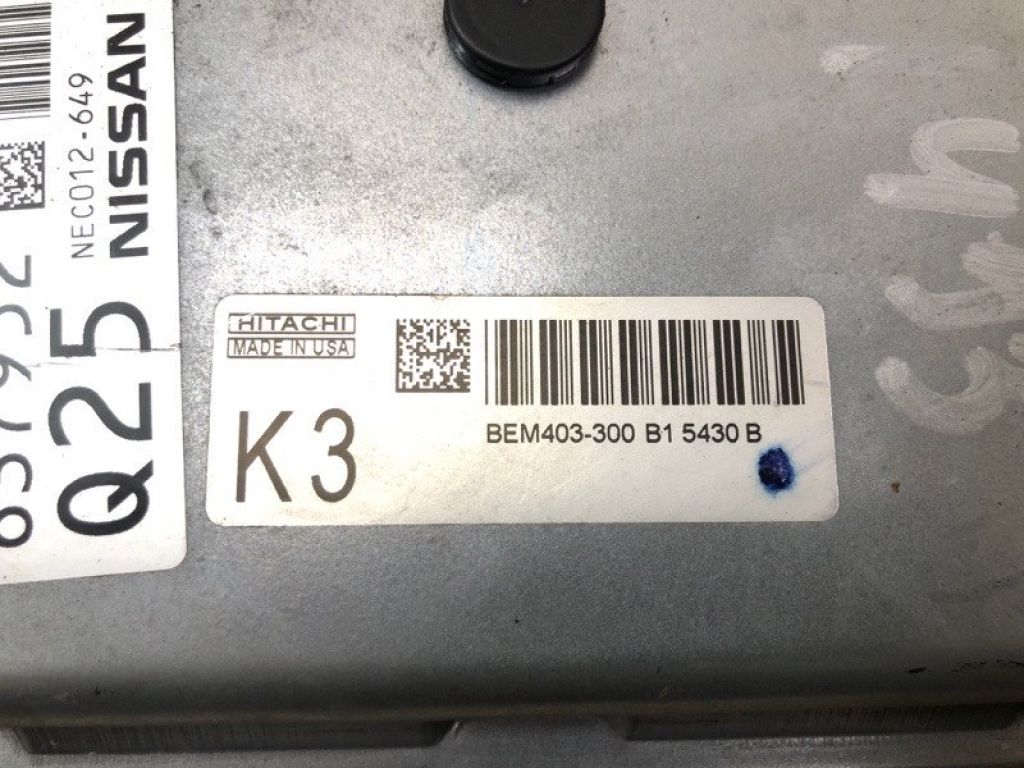 HITACHI
MADE IN USA
K3
BEM403-300 B1 5430 B
NISSAN
NEC012-649
Q25